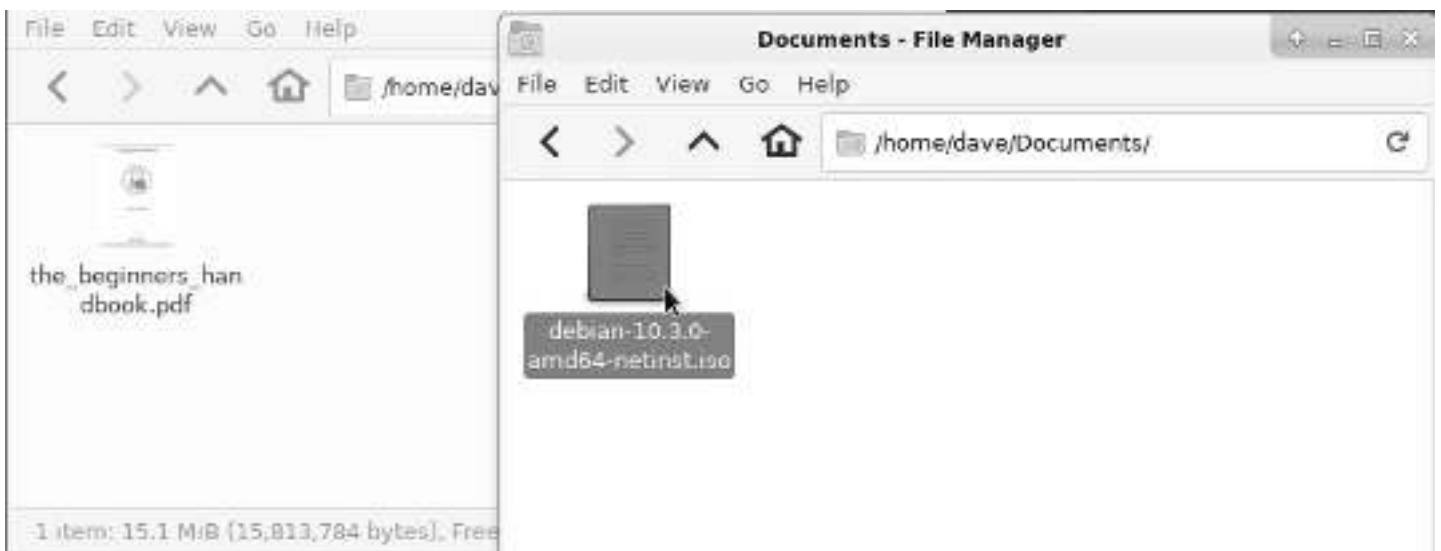 File Edit View Go Help
/home/dav
the_beginners_han
dbook.pdf
1 item: 15.1 MiB (15,813,784 bytes), Free
Documents - File Manager
File Edit View Go Help
/home/dave/Documents/
debian-10.3.0-
amd64-netinst.iso